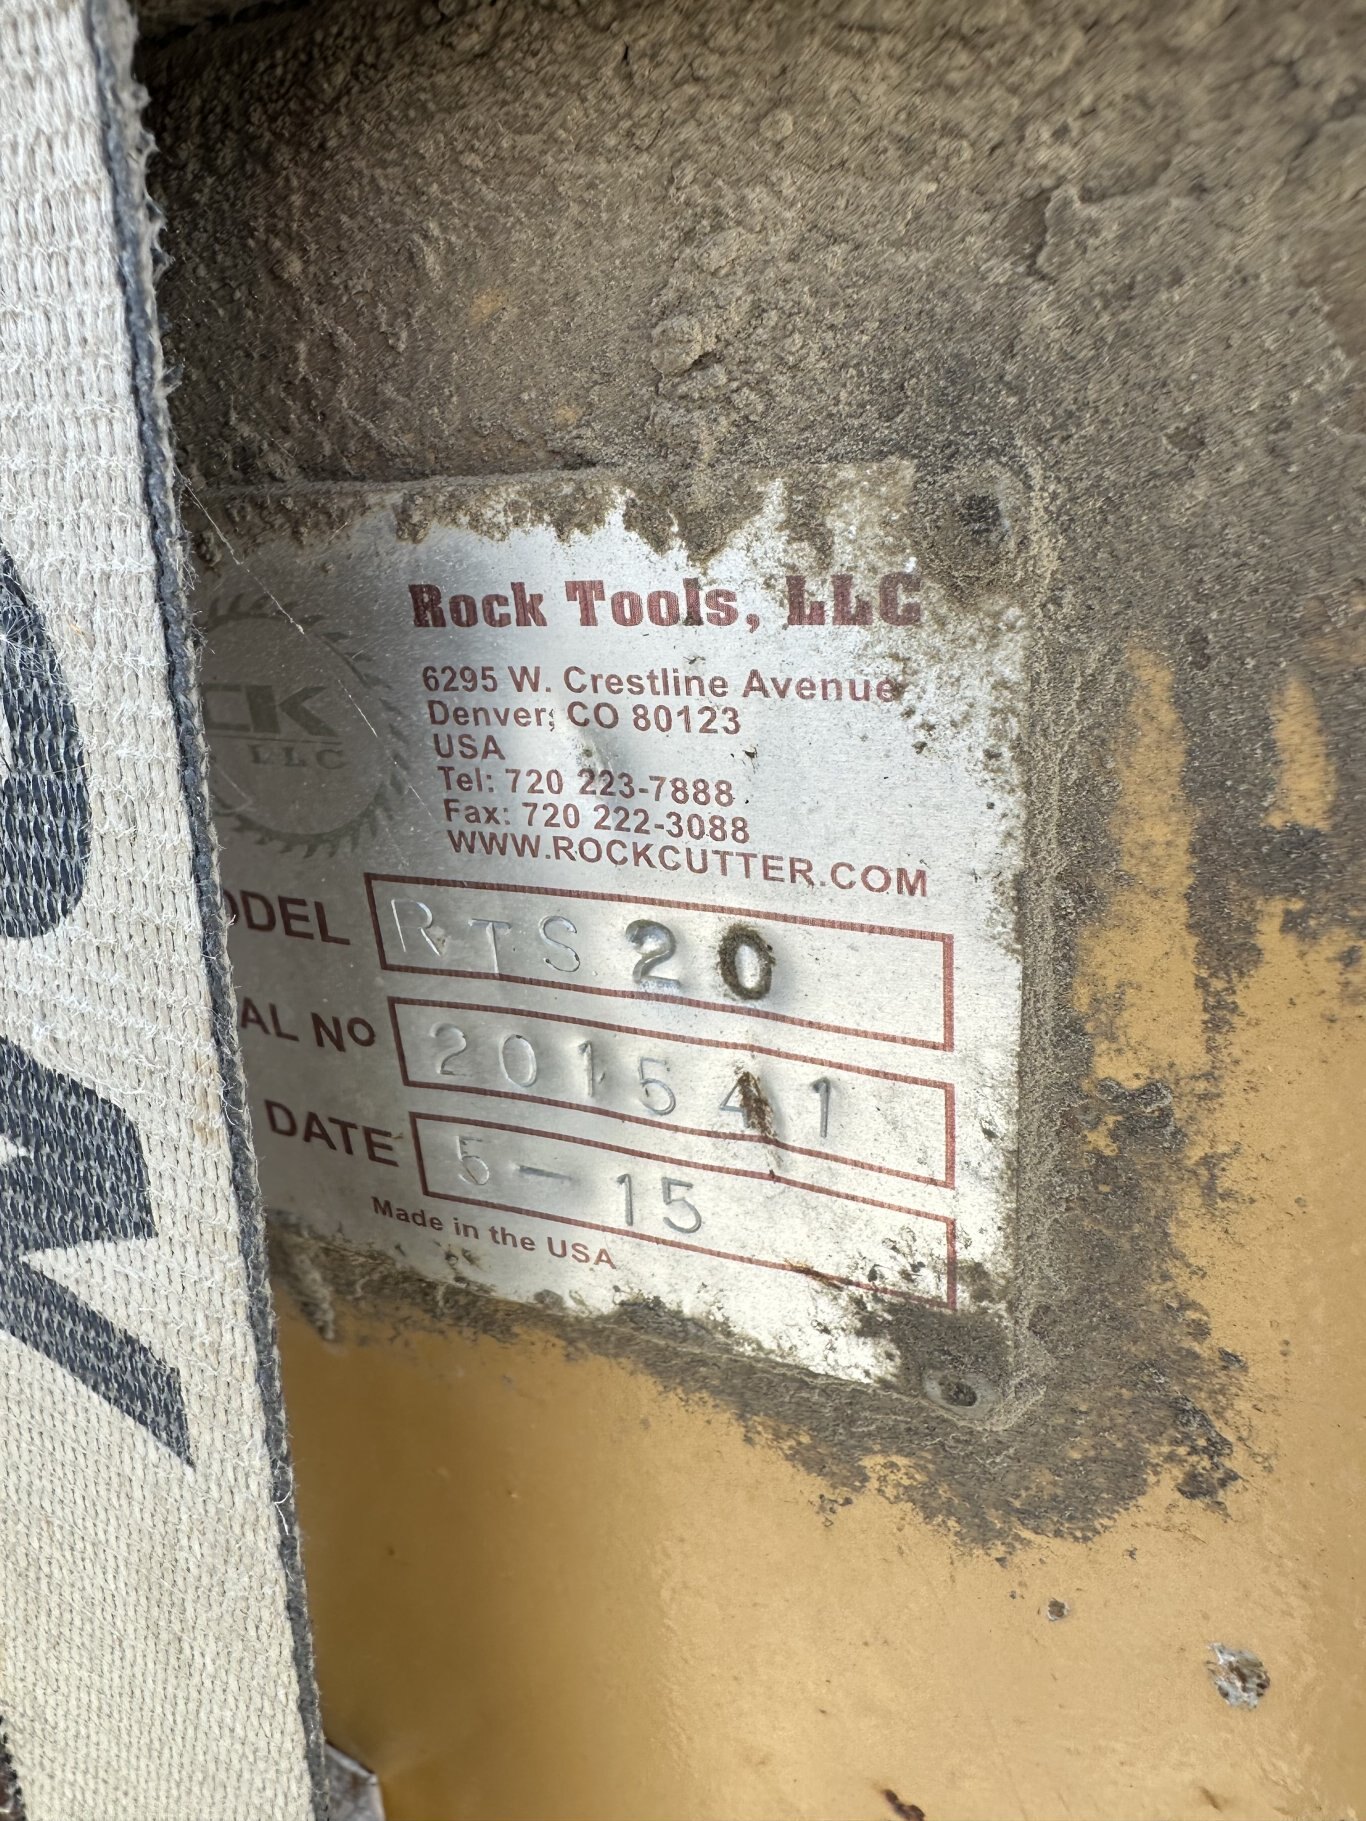 Rock Tools, LLC
6295 W. Crestline Avenue
Denver, CO 80123
USA
Tel: 720 223-7888
Fax: 720 222-3088
WWW.ROCKCUTTER.COM
CK
LLC
ODEL RTS 20
AL NO 201541
DATE 5-15
Made in the USA